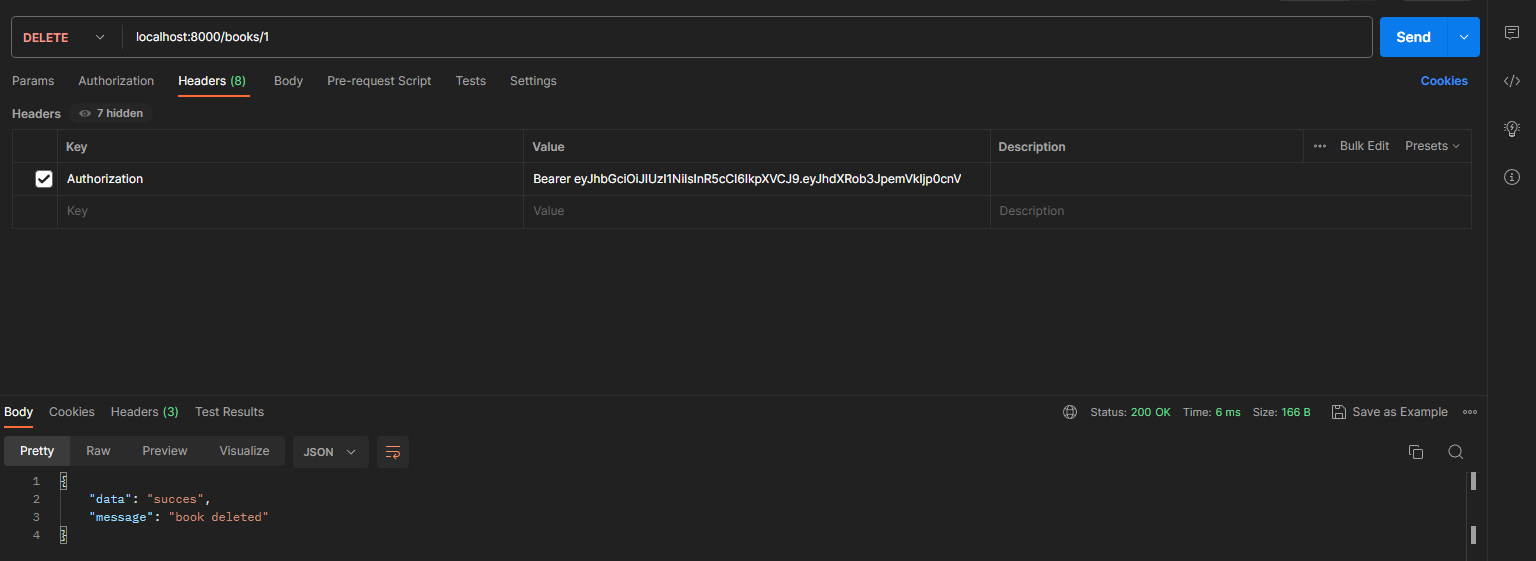 DELETE localhost:8000/books/1 Send
Params Authorization Headers (8) Body Pre-request Script Tests Settings Cookies
Headers 7 hidden
Key Value Description Bulk Edit Presets
Authorization Bearer eyJhbGciOiJIUzI1NiIsInR5cCI6IkpXVCJ9.eyJhdXRob3JpemVkIjp0cnV
Key Value Description
Body Cookies Headers (3) Test Results Status: 200 OK Time: 6 ms Size: 166 B Save as Example
Pretty Raw Preview Visualize JSON
1 {
2 "data": "succes",
3 "message": "book deleted"
4 }